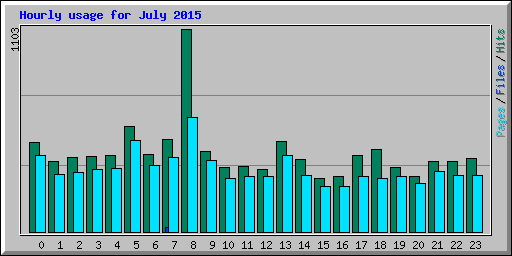 Hourly usage for July 2015
1103
Pages / Files / Hits
0 1 2 3 4 5 6 7 8 9 10 11 12 13 14 15 16 17 18 19 20 21 22 23